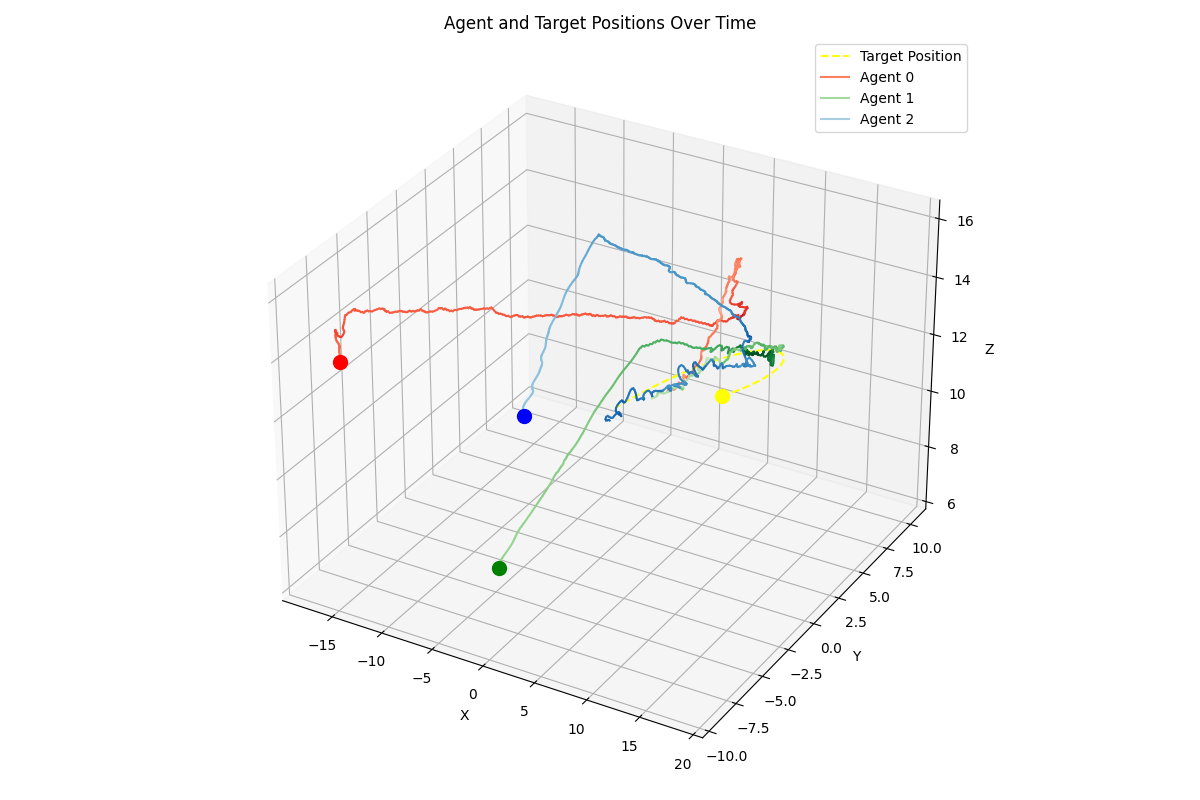 Agent and Target Positions Over Time
Target Position
Agent 0
Agent 1
Agent 2
16
14
12
Z
10
8
6
10.0
7.5
5.0
2.5
0.0
Y
−2.5
−5.0
−7.5
−10.0
−15
−10
−5
0
X
5
10
15
20